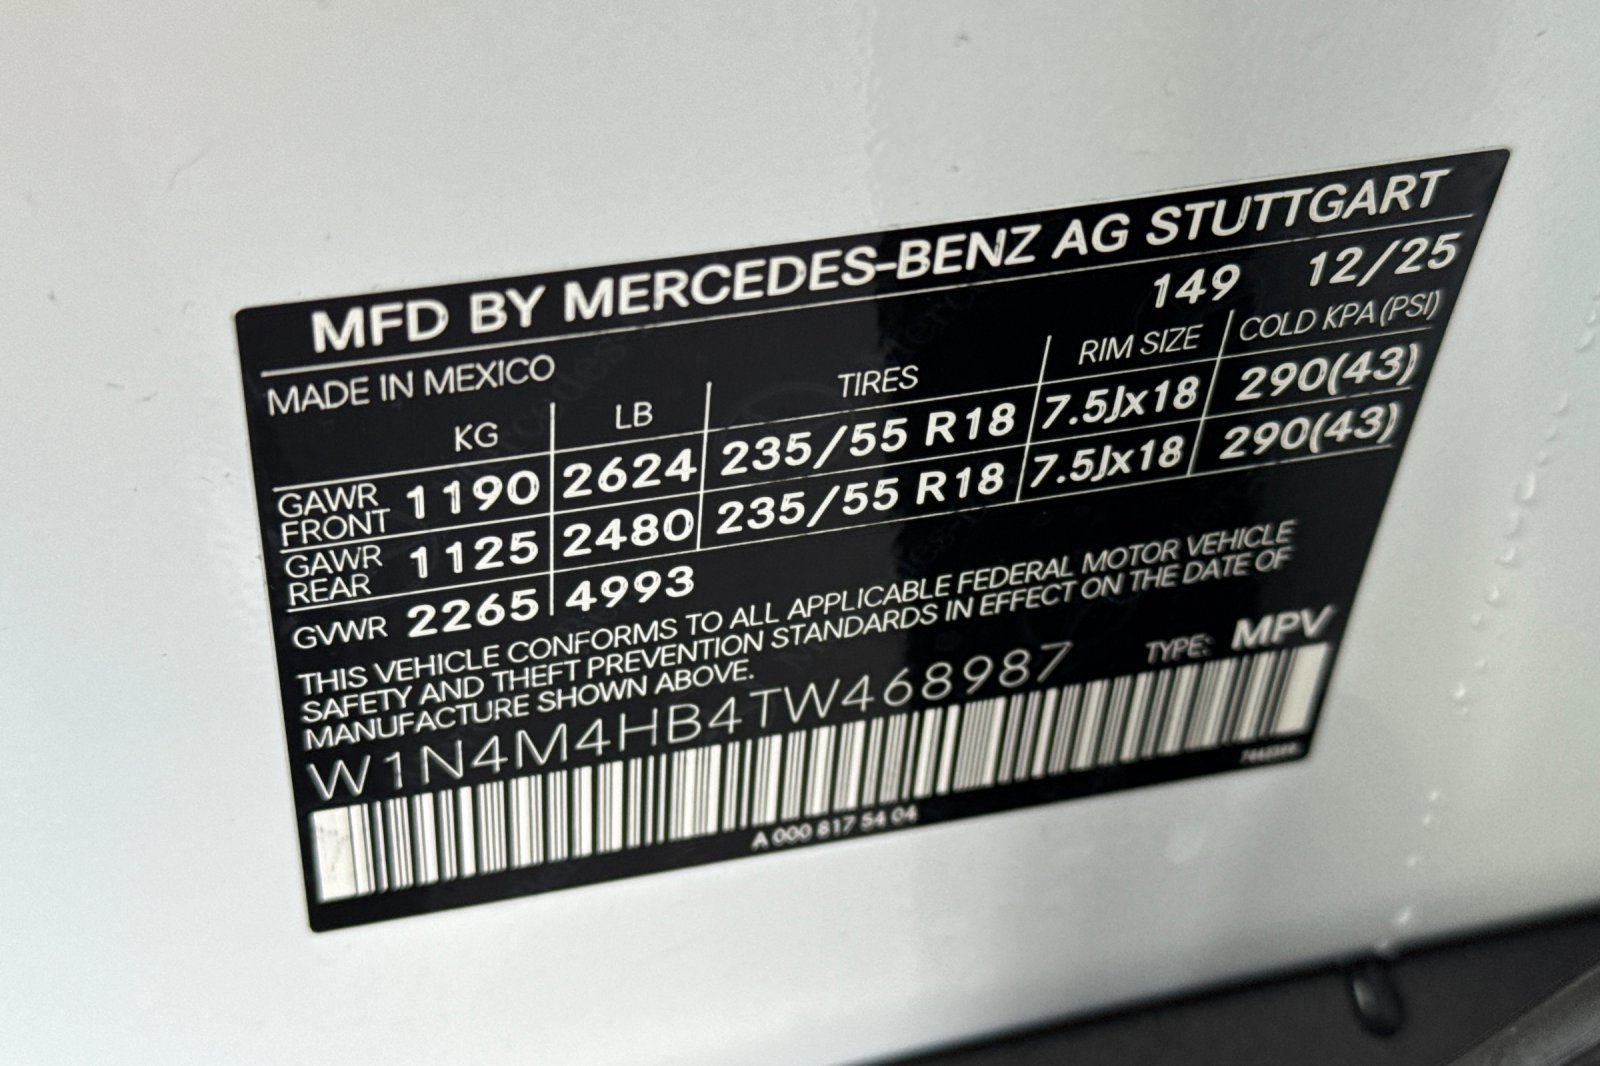 MFD BY MERCEDES-BENZ AG STUTTGART
MADE IN MEXICO 149 12/25
KG LB TIRES RIM SIZE COLD KPA (PSI)
GAWR FRONT 1190 2624 235/55 R18 7.5Jx18 290(43)
GAWR REAR 1125 2480 235/55 R18 7.5Jx18 290(43)
GVWR 2265 4993
THIS VEHICLE CONFORMS TO ALL APPLICABLE FEDERAL MOTOR VEHICLE
SAFETY AND THEFT PREVENTION STANDARDS IN EFFECT ON THE DATE OF
MANUFACTURE SHOWN ABOVE.
W1N4M4HB4TW468987 TYPE: MPV
A 000 817 54 04